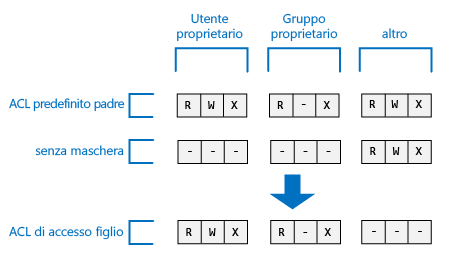 Utente proprietario
Gruppo proprietario
altro
ACL predefinito padre
R W X
R - X
R W X
senza maschera
- - -
- - -
R W X
ACL di accesso figlio
R W X
R - X
- - -